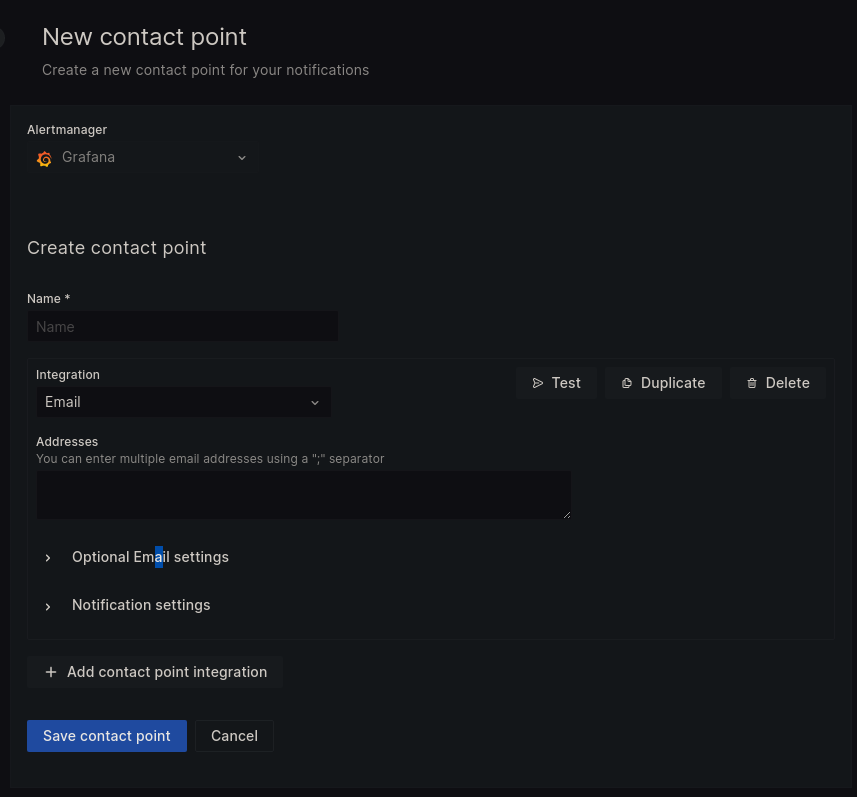 New contact point
Create a new contact point for your notifications
Alertmanager
Grafana
Create contact point
Name *
Name
Integration
Email
Test
Duplicate
Delete
Addresses
You can enter multiple email addresses using a ";" separator
Optional Email settings
Notification settings
Add contact point integration
Save contact point
Cancel